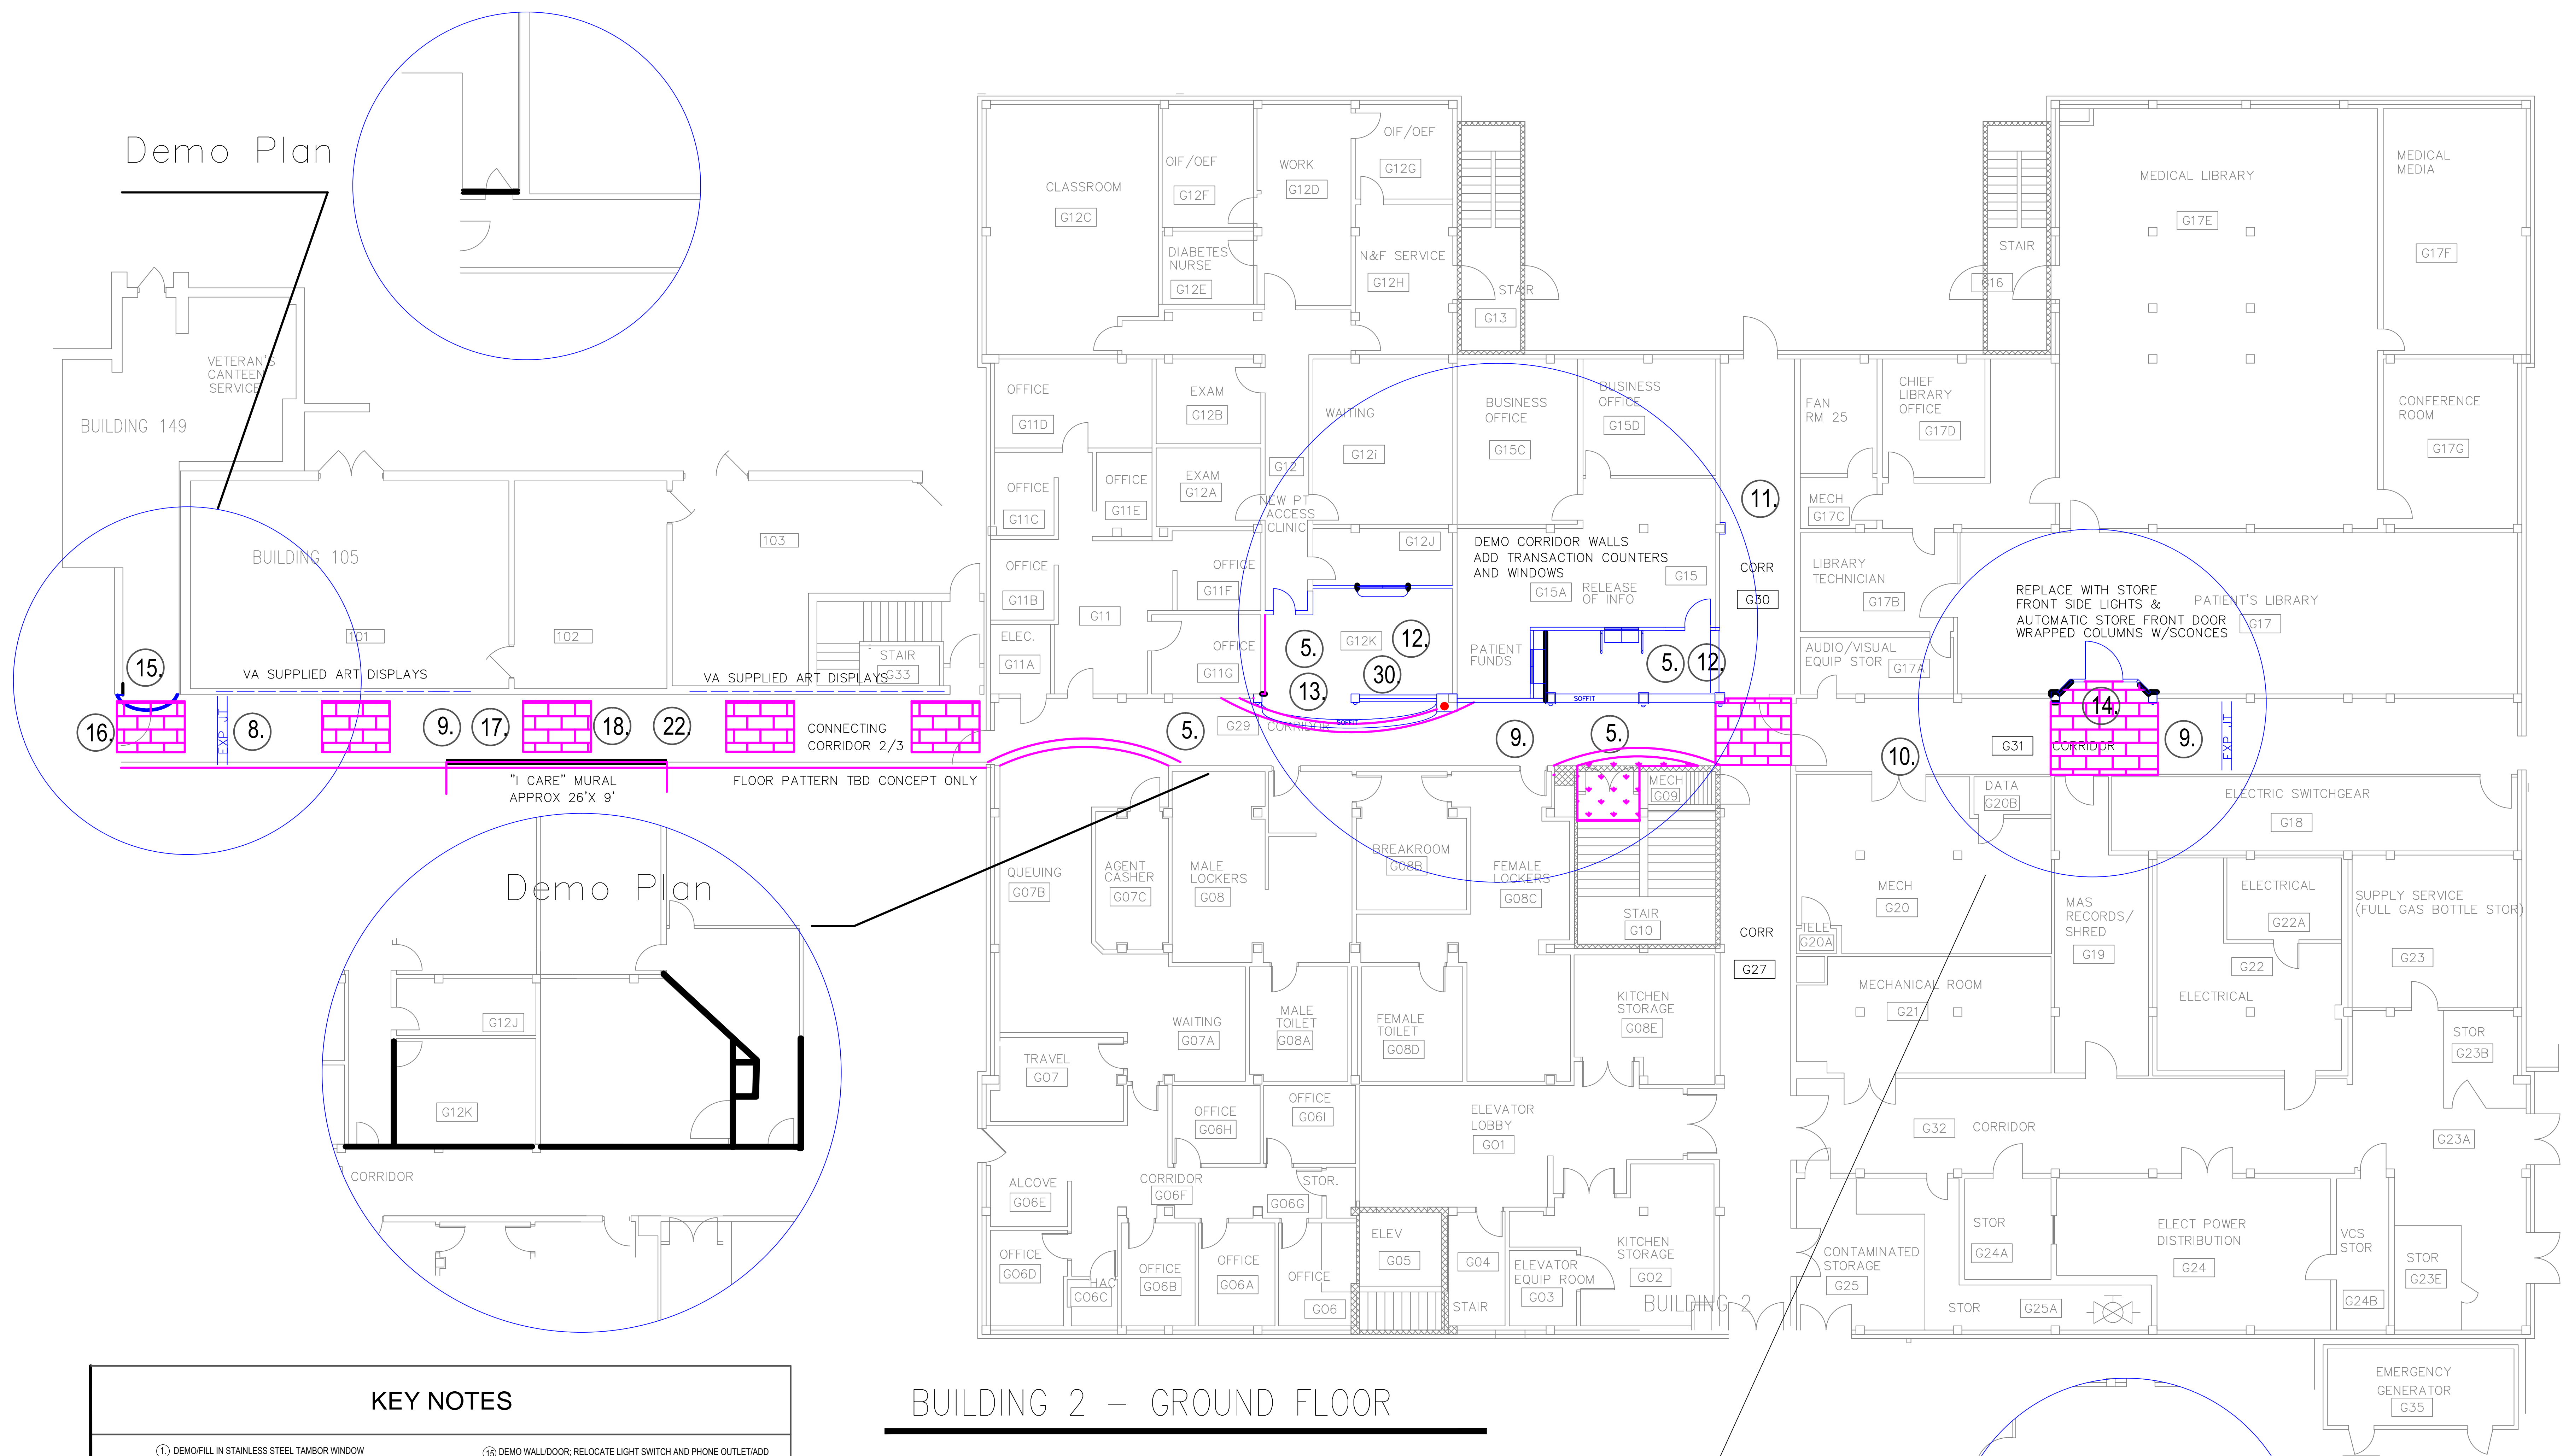 Demo Plan
OIF/OEF
G12G
OIF/OEF
G12F
WORK
G12D
CLASSROOM
G12C
DIABETES
NURSE
G12E
N&F SERVICE
G12H
STAIR
G13
STAIR
G16
MEDICAL LIBRARY
G17E
MEDICAL
MEDIA
G17F
VETERAN'S
CANTEEN
SERVICE
BUILDING 149
OFFICE
G11D
EXAM
G12B
WAITING
G12i
BUSINESS
OFFICE
G15C
BUSINESS
OFFICE
G15D
FAN
RM 25
CHIEF
LIBRARY
OFFICE
G17D
CONFERENCE
ROOM
G17G
OFFICE
G11C
OFFICE
G11E
EXAM
G12A
G12
NEW PT
ACCESS
CLINIC
11.
MECH
G17C
BUILDING 105
103
G12J
DEMO CORRIDOR WALLS
ADD TRANSACTION COUNTERS
AND WINDOWS
G15A
RELEASE
OF INFO
G15
CORR
G30
LIBRARY
TECHNICIAN
G17B
REPLACE WITH STORE
FRONT SIDE LIGHTS &
AUTOMATIC STORE FRONT DOOR
WRAPPED COLUMNS W/SCONCES
PATIENT'S LIBRARY
G17
OFFICE
G11B
OFFICE
G11F
G11
101
102
ELEC.
G11A
OFFICE
G11G
5.
G12K
12.
30
13.
PATIENT
FUNDS
5.
12.
AUDIO/VISUAL
EQUIP STOR
G17A
STAIR
G33
15.
VA SUPPLIED ART DISPLAYS
VA SUPPLIED ART DISPLAYS
16.
EXP JT
8.
9.
17.
18.
22.
CONNECTING
CORRIDOR 2/3
5.
G29
CORRIDOR
SOFFIT
SOFFIT
9.
5.
14.
10.
G31
CORRIDOR
9.
EXP JT
"I CARE" MURAL
APPROX 26'X 9'
FLOOR PATTERN TBD CONCEPT ONLY
MECH
G09
DATA
G20B
ELECTRIC SWITCHGEAR
G18
Demo Plan
QUEUING
G07B
AGENT
CASHER
G07C
MALE
LOCKERS
G08
BREAKROOM
G08B
FEMALE
LOCKERS
G08C
STAIR
G10
CORR
G27
MECH
G20
TELE
G20A
MAS
RECORDS/
SHRED
G19
ELECTRICAL
G22A
SUPPLY SERVICE
(FULL GAS BOTTLE STOR)
G23
G22
ELECTRICAL
MECHANICAL ROOM
G21
KITCHEN
STORAGE
G08E
WAITING
G07A
MALE
TOILET
G08A
FEMALE
TOILET
G08D
TRAVEL
G07
STOR
G23B
G12J
G12K
CORRIDOR
OFFICE
G06H
OFFICE
G06I
ELEVATOR
LOBBY
G01
G32
CORRIDOR
G23A
ALCOVE
G06E
CORRIDOR
G06F
STOR.
G06G
OFFICE
G06D
HAC
G06C
OFFICE
G06B
OFFICE
G06A
OFFICE
G06
ELEV
G05
G04
STAIR
ELEVATOR
EQUIP ROOM
G03
KITCHEN
STORAGE
G02
BUILDING 2
CONTAMINATED
STORAGE
G25
STOR
G24A
STOR
G25A
ELECT POWER
DISTRIBUTION
G24
VCS
STOR
G24B
STOR
G23E
EMERGENCY
GENERATOR
G35
KEY NOTES
BUILDING 2 – GROUND FLOOR
1. DEMO/FILL IN STAINLESS STEEL TAMBOR WINDOW
15. DEMO WALL/DOOR; RELOCATE LIGHT SWITCH AND PHONE OUTLET/ADD